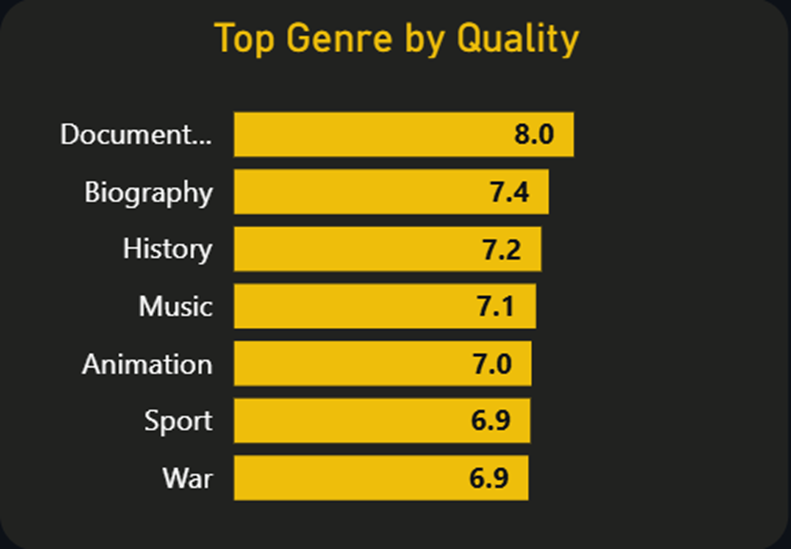 Top Genre by Quality
Document... 8.0
Biography 7.4
History 7.2
Music 7.1
Animation 7.0
Sport 6.9
War 6.9